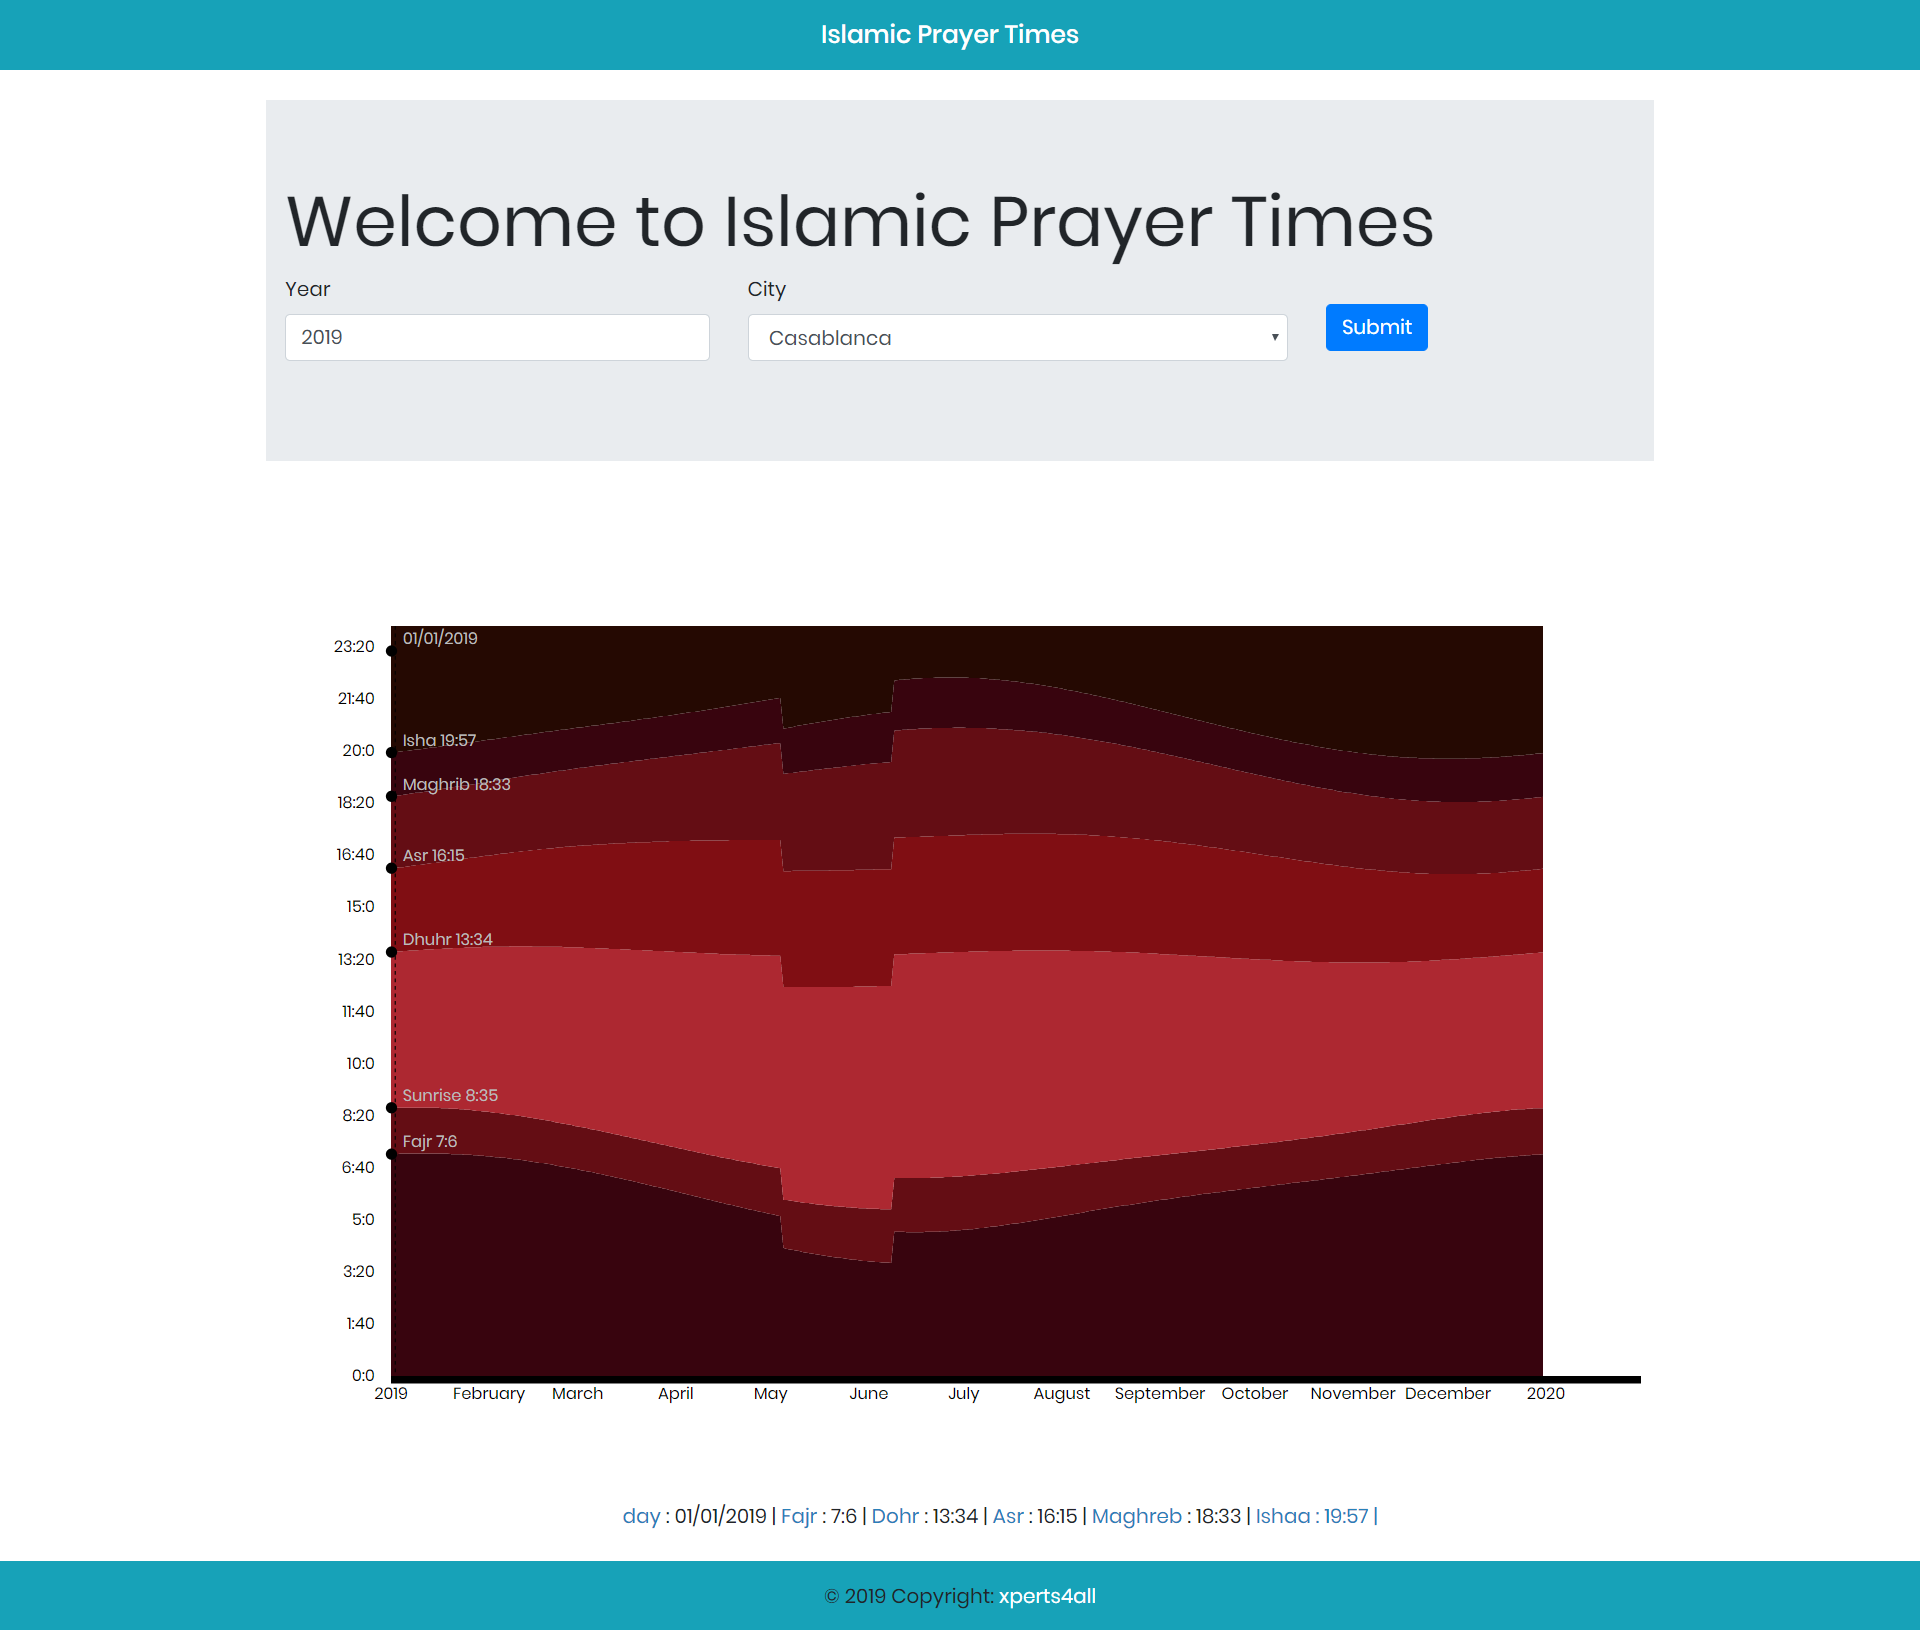 Islamic Prayer Times
Welcome to Islamic Prayer Times
Year
City
2019
Casablanca
Submit
23:20
01/01/2019
21:40
Isha 19:57
20:0
Maghrib 18:33
18:20
16:40
Asr 16:15
15:0
Dhuhr 13:34
13:20
11:40
10:0
Sunrise 8:35
8:20
Fajr 7:6
6:40
5:0
3:20
1:40
0:0
2019 February March April May June July August September October November December 2020
day : 01/01/2019 | Fajr : 7:6 | Dohr : 13:34 | Asr : 16:15 | Maghreb : 18:33 | Ishaa : 19:57 |
© 2019 Copyright: xperts4all